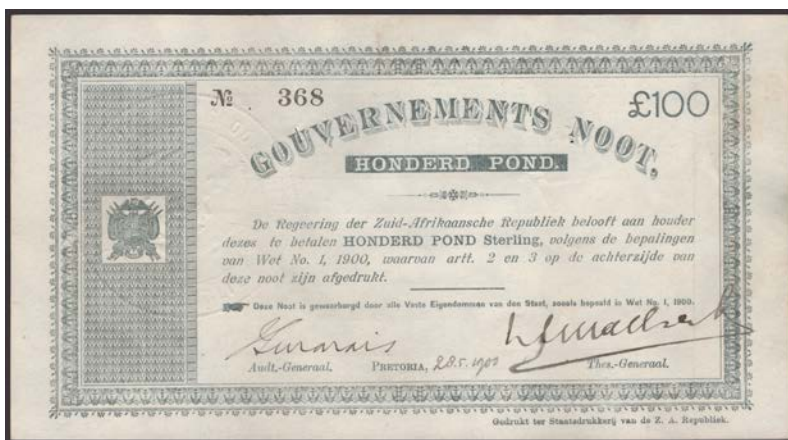 № 368 £100
GOUVERNEMENTS NOOT,
HONDERD POND.
De Regeering der Zuid-Afrikaansche Republiek belooft aan houder
dezes te betalen HONDERD POND Sterling, volgens de bepalingen
van Wet No. 1, 1900, waarvan artt. 2 en 3 op de achterzijde van
deze noot zijn afgedrukt.
Deze Noot is gewaarborgd door alle Vaste Eigendommen van den Staat, zooals bepaald in Wet No. 1, 1900.
Audt.-Generaal. PRETORIA, 28.5.1900 Thes.-Generaal.
Gedrukt ter Staatsdrukkerij van de Z. A. Republiek.